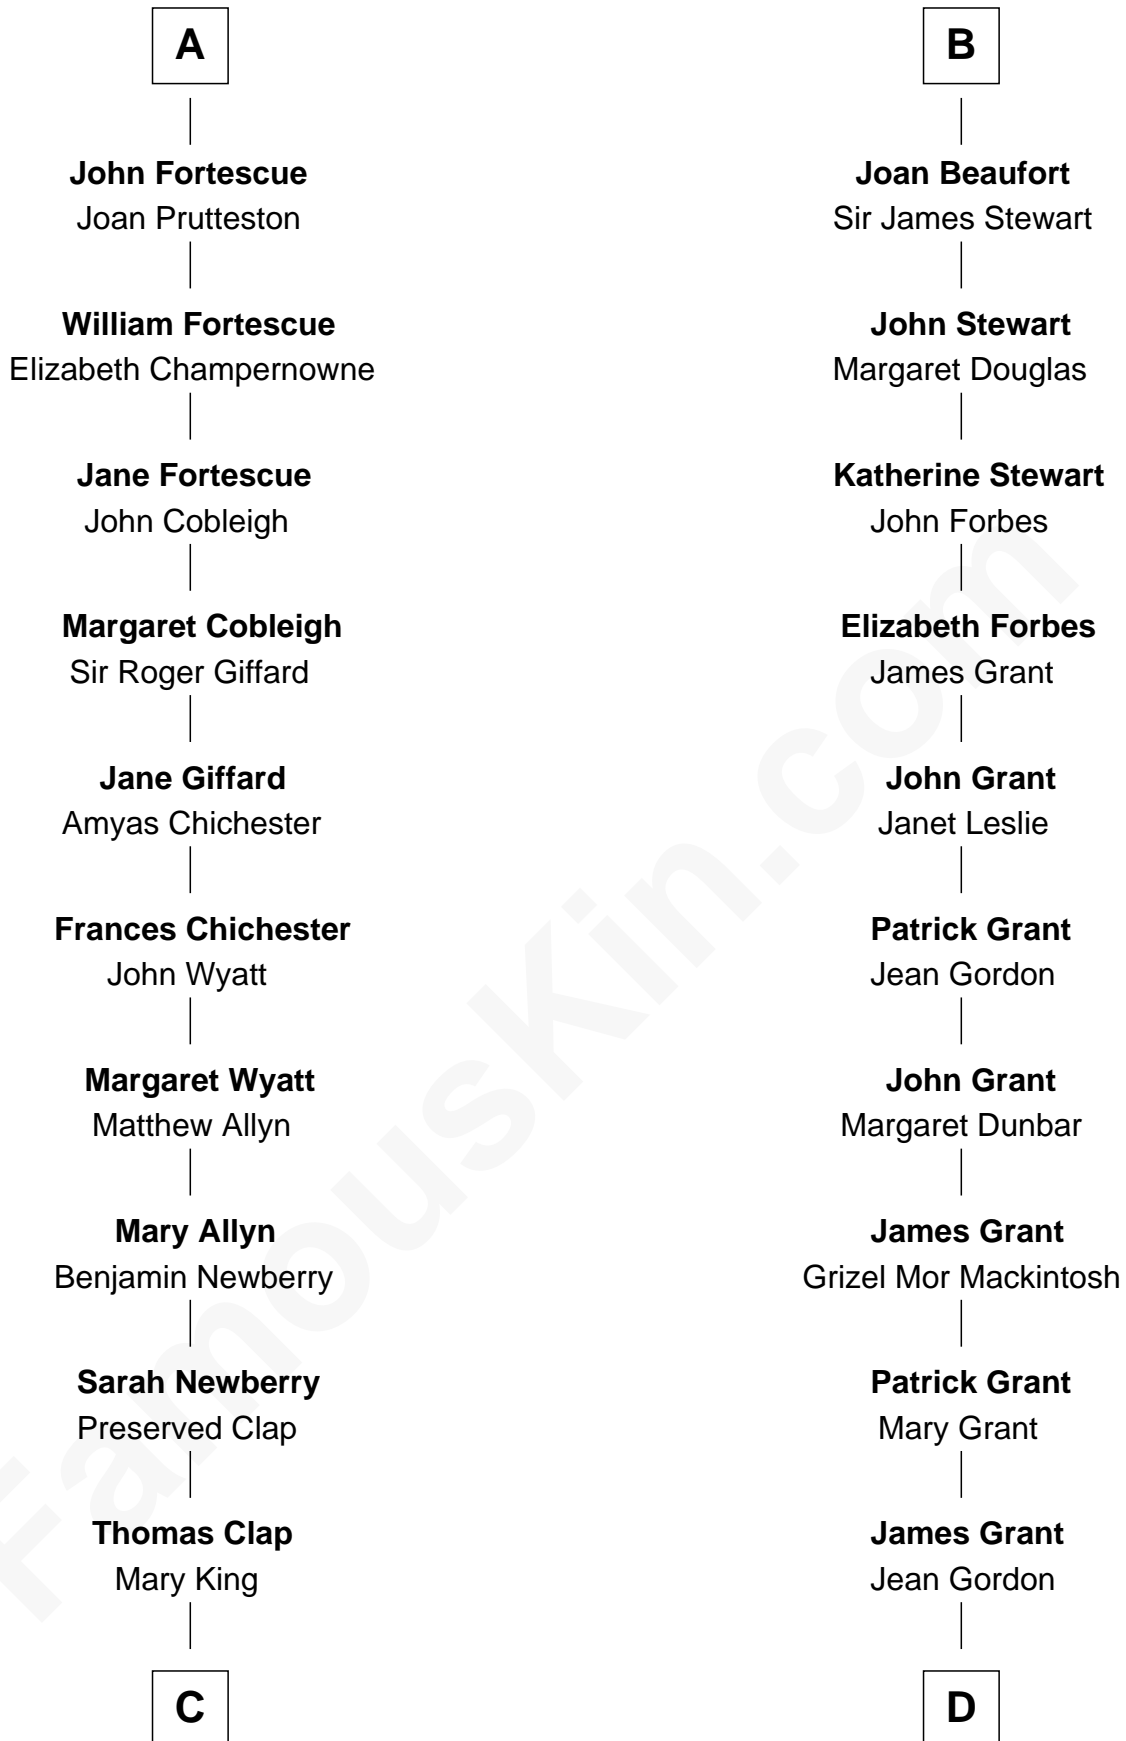 A
John Fortescue
Joan Prutteston
William Fortescue
Elizabeth Champernowne
Jane Fortescue
John Cobleigh
Margaret Cobleigh
Sir Roger Giffard
Jane Giffard
Amyas Chichester
Frances Chichester
John Wyatt
Margaret Wyatt
Matthew Allyn
Mary Allyn
Benjamin Newberry
Sarah Newberry
Preserved Clap
Thomas Clap
Mary King
C
B
Joan Beaufort
Sir James Stewart
John Stewart
Margaret Douglas
Katherine Stewart
John Forbes
Elizabeth Forbes
James Grant
John Grant
Janet Leslie
Patrick Grant
Jean Gordon
John Grant
Margaret Dunbar
James Grant
Grizel Mor Mackintosh
Patrick Grant
Mary Grant
James Grant
Jean Gordon
D
FamousKin.com